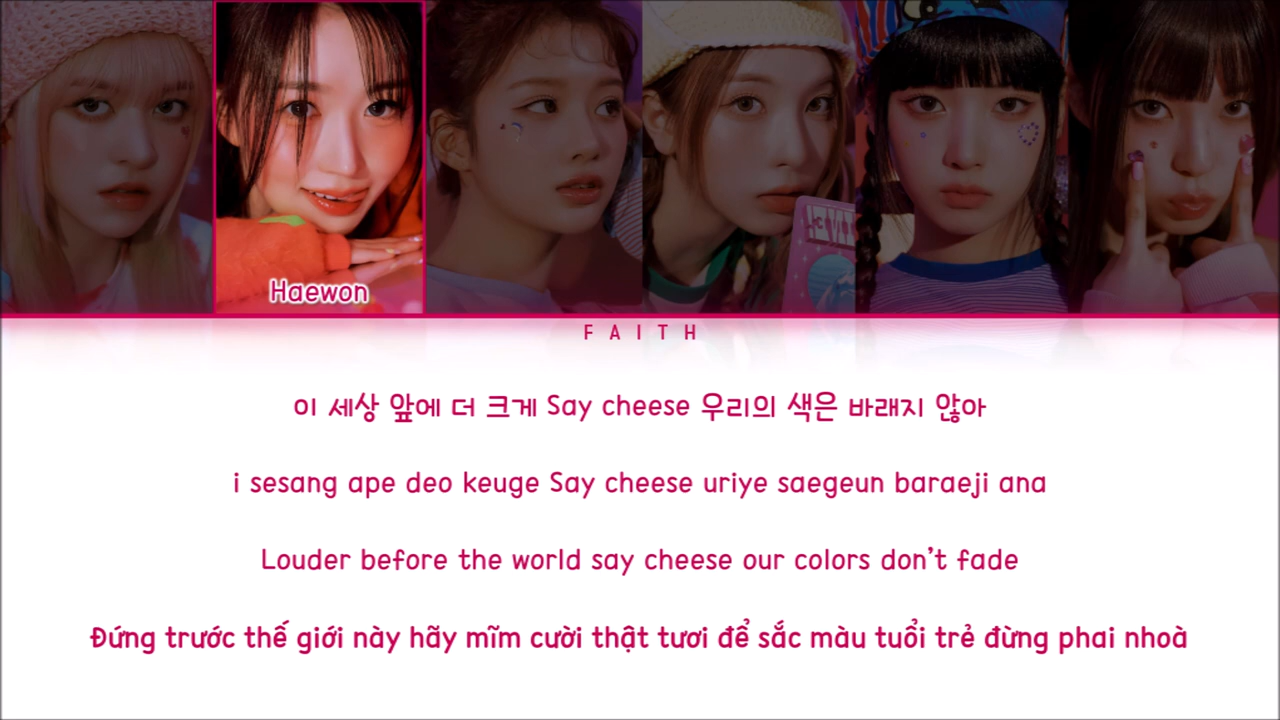 Haewon
FAITH
이 세상 앞에 더 크게 Say cheese 우리의 색은 바래지 않아
i sesang ape deo keuge Say cheese uriye saegeun baraeji ana
Louder before the world say cheese our colors don’t fade
Đứng trước thế giới này hãy mĩm cười thật tươi để sắc màu tuổi trẻ đừng phai nhoà